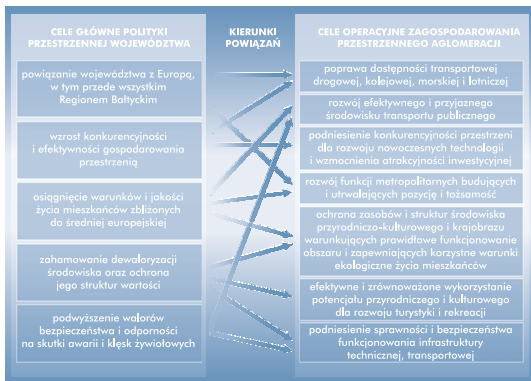 CELE GŁÓWNE POLITYKI
PRZESTRZENNEJ WOJEWÓDZTWA
powiązanie województwa z Europą,
w tym przede wszystkim
Regionem Bałtyckim
wzrost konkurencyjności
i efektywności gospodarowania
przestrzenią
osiągnięcie warunków i jakości
życia mieszkańców zbliżonych
do średniej europejskiej
zahamowanie dewaloryzacji
środowiska oraz ochrona
jego struktur wartości
podwyższenie walorów
bezpieczeństwa i odporności
na skutki awarii i klęsk żywiołowych
KIERUNKI
POWIĄZAŃ
CELE OPERACYJNE ZAGOSPODAROWANIA
PRZESTRZENNEGO AGLOMERACJI
poprawa dostępności transportowej
drogowej, kolejowej, morskiej i lotniczej
rozwój efektywnego i przyjaznego
środowisku transportu publicznego
podniesienie konkurencyjności przestrzeni
dla rozwoju nowoczesnych technologii
i wzmocnienia atrakcyjności inwestycyjnej
rozwój funkcji metropolitarnych budujących
i utrwalających pozycję i tożsamość
ochrona zasobów i struktur środowiska
przyrodniczo-kulturowego i krajobrazu
warunkujących prawidłowe funkcjonowanie
obszaru i zapewniających korzystne warunki
ekologiczne życia mieszkańców
efektywne i zrównoważone wykorzystanie
potencjału przyrodniczego i kulturowego
dla rozwoju turystyki i rekreacji
podniesienie sprawności i bezpieczeństwa
funkcjonowania infrastruktury
technicznej, transportowej